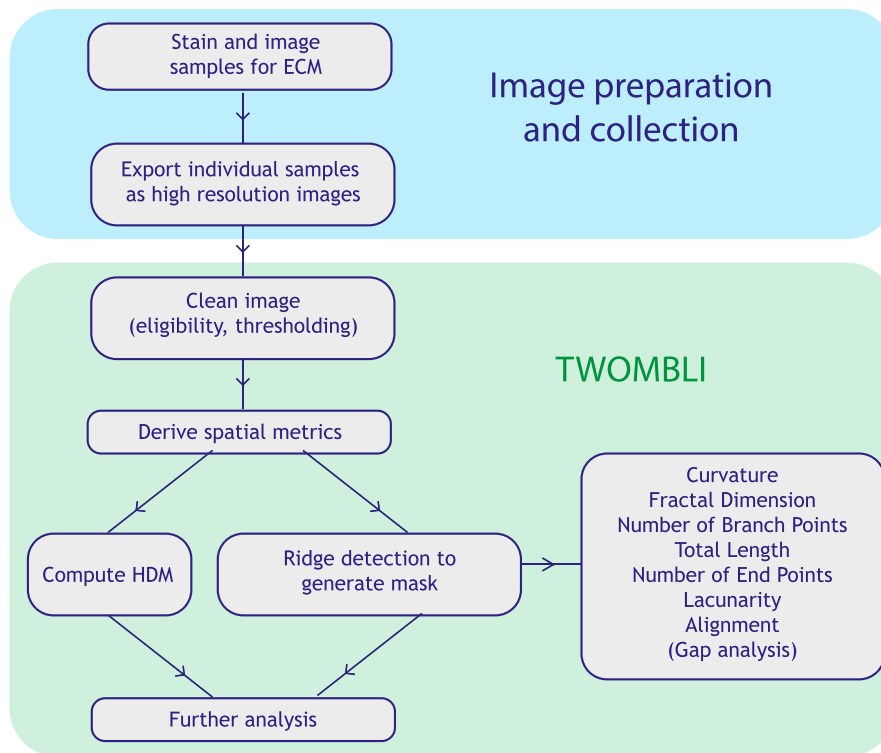 Stain and image
samples for ECM
Image preparation
and collection
Export individual samples
as high resolution images
Clean image
(eligibility, thresholding)
TWOMBLI
Derive spatial metrics
Compute HDM
Ridge detection to
generate mask
Curvature
Fractal Dimension
Number of Branch Points
Total Length
Number of End Points
Lacunarity
Alignment
(Gap analysis)
Further analysis